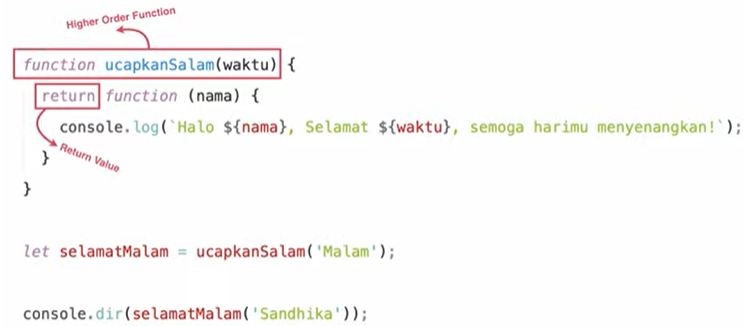 Higher Order Function
function ucapkanSalam(waktu) {
return function (nama) {
console.log(`Halo ${nama}, Selamat ${waktu}, semoga harimu menyenangkan!`);
}
Return Value
}
let selamatMalam = ucapkanSalam('Malam');
console.dir(selamatMalam('Sandhika'));